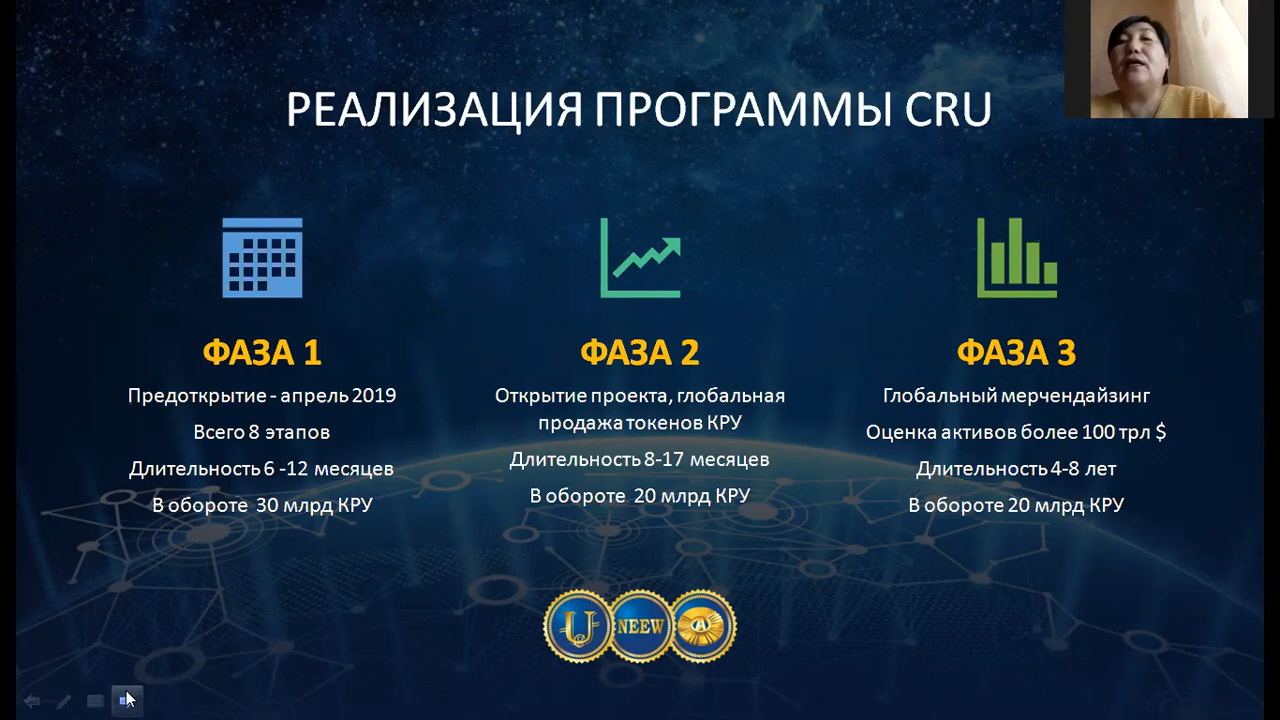 РЕАЛИЗАЦИЯ ПРОГРАММЫ CRU
ФАЗА 1
Предоткрытие - апрель 2019
Всего 8 этапов
Длительность 6 -12 месяцев
В обороте 30 млрд КРУ
ФАЗА 2
Открытие проекта, глобальная
продажа токенов КРУ
Длительность 8-17 месяцев
В обороте 20 млрд КРУ
ФАЗА 3
Глобальный мерчендайзинг
Оценка активов более 100 трл $
Длительность 4-8 лет
В обороте 20 млрд КРУ
U NEEW A